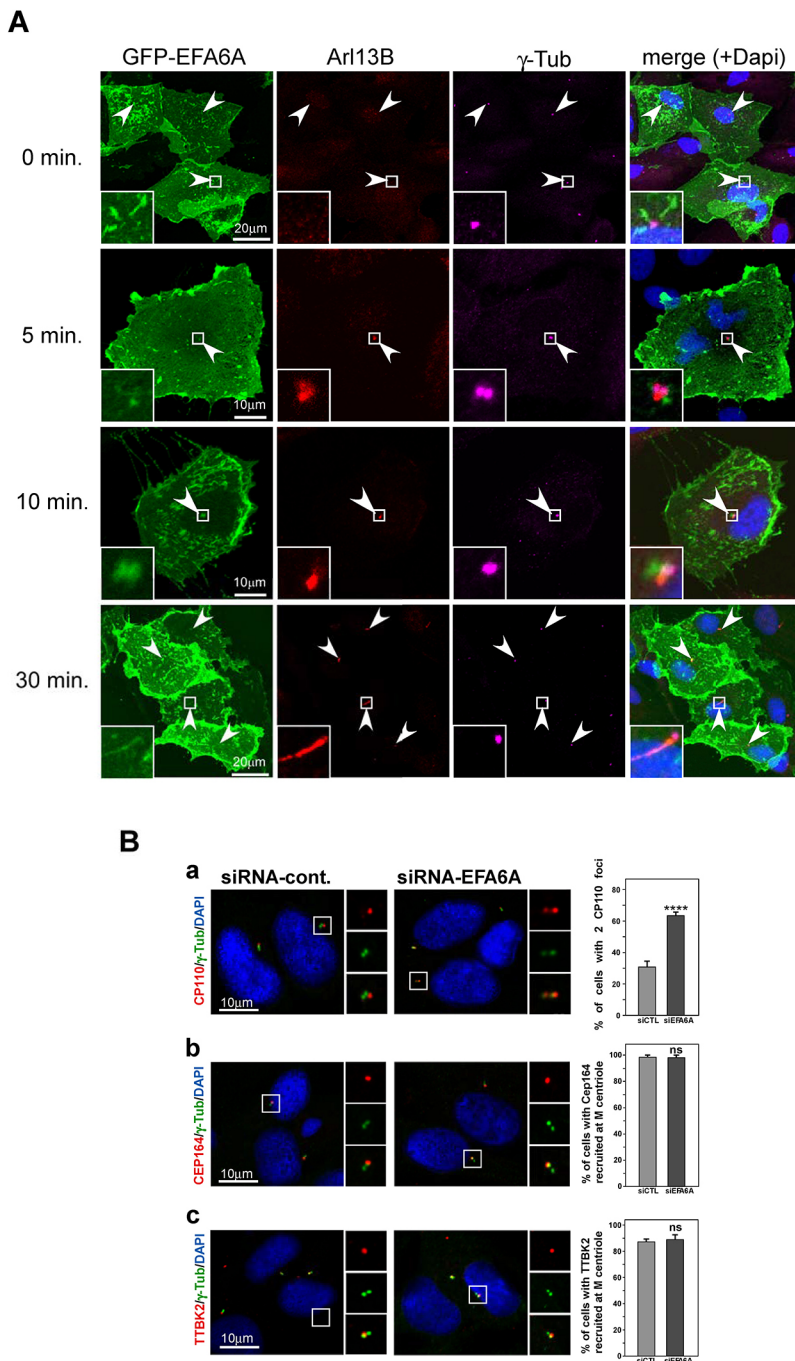 A
GFP-EFA6A Arl13B γ-Tub merge (+Dapi)
0 min.
20μm
5 min.
10μm 10μm
10 min.
10μm
30 min.
20μm 20μm
B
a
siRNA-cont. siRNA-EFA6A
CP110/γ-Tub/DAPI
10μm
% of cells with 2 CP110 foci
80
60
40
20
0
****
siCTL siEFA6A
b
CEP164/γ-Tub/DAPI
10μm
% of cells with Cep164
recruited at M centriole
100
80
60
40
20
0
ns
siCTL siEFA6A
c
TTBK2/γ-Tub/DAPI
10μm
% of cells with TTBK2
recruited at M centriole
80
60
40
20
0
ns
siCTL siEFA6A